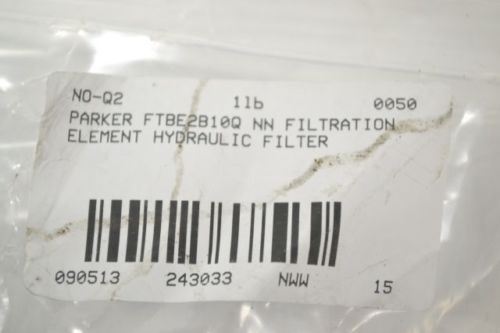 NO-Q2 1lb 0050
PARKER FTBE2B10Q NN FILTRATION
ELEMENT HYDRAULIC FILTER
090513 243033 NWW 15